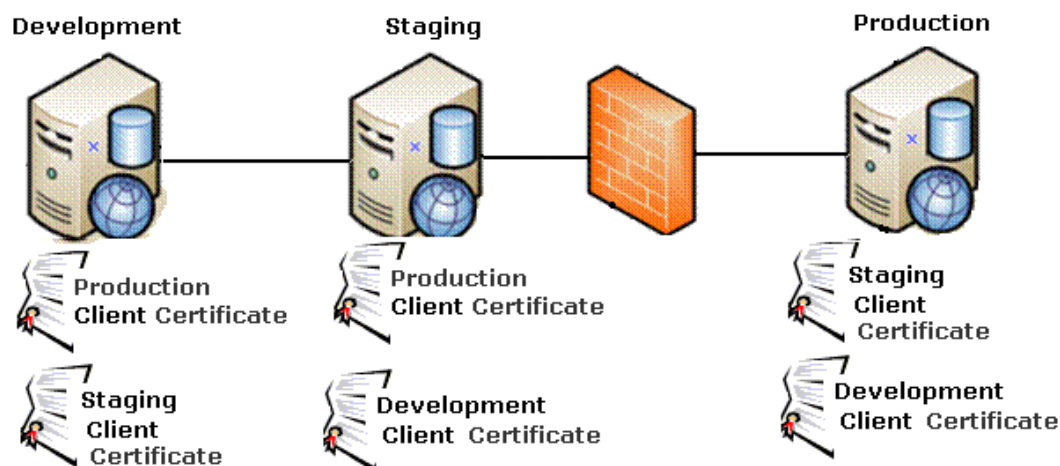 Development
Staging
Production
Production
Client Certificate
Production
Client Certificate
Staging
Client
Certificate
Staging
Client
Certificate
Development
Client Certificate
Development
Client Certificate